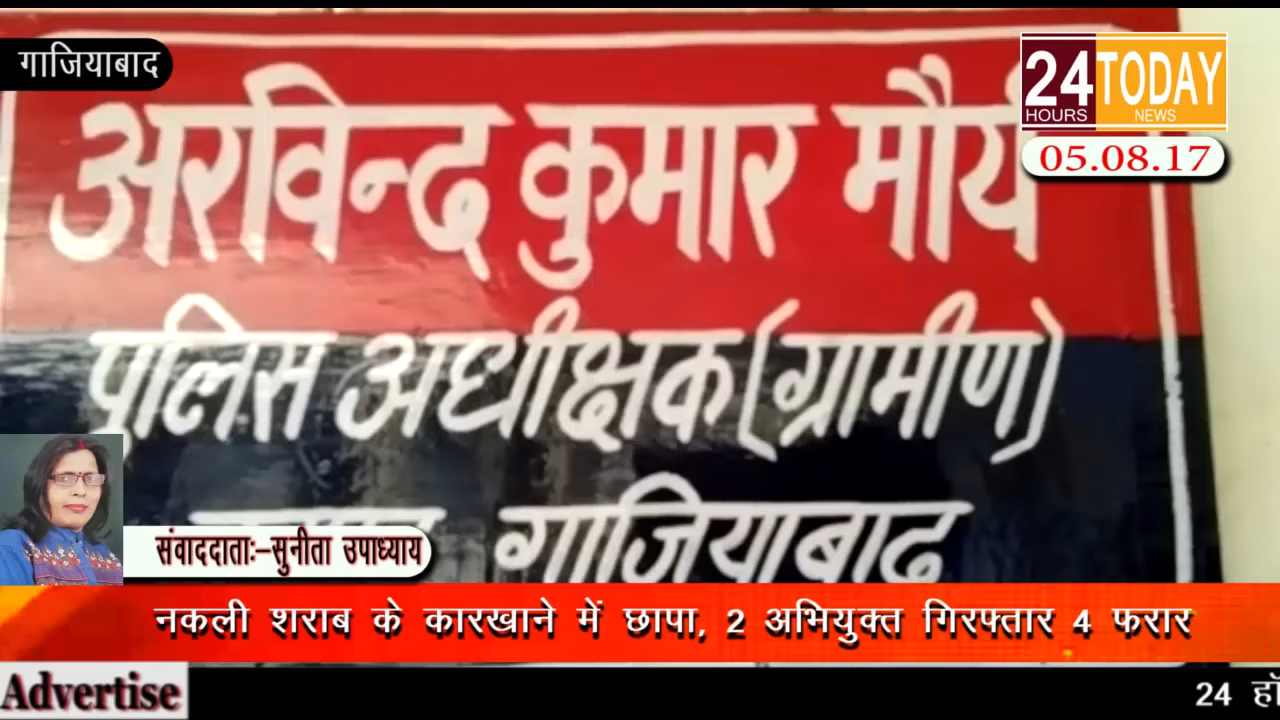 गाजियाबाद
24 TODAY
HOURS NEWS
05.08.17
अरविन्द कुमार मौर्य
पुलिस अधीक्षक (ग्रामीण)
गाजियाबाद
संवाददाताः-सुनीता उपाध्याय
नकली शराब के कारखाने में छापा, 2 अभियुक्त गिरफ्तार 4 फरार
Advertise
24 हॉ